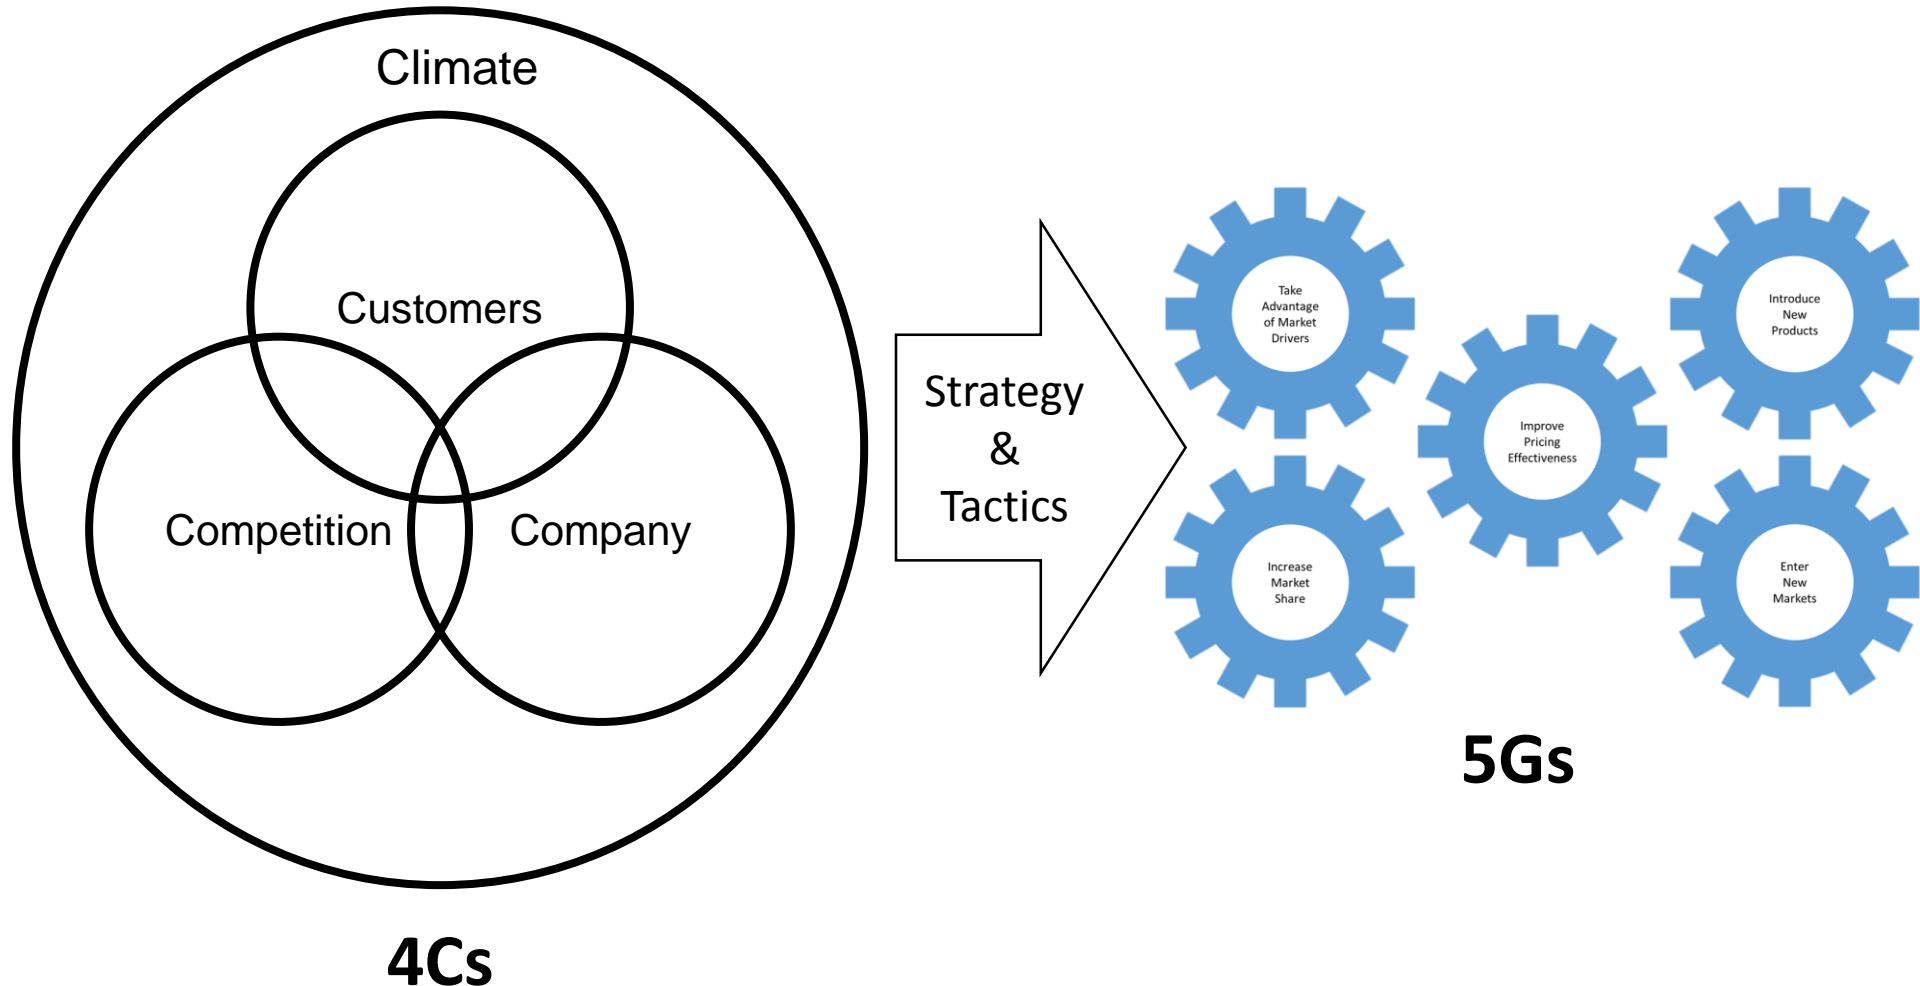 Climate
Customers
Competition
Company
4Cs
Strategy
&
Tactics
Take
Advantage
of Market
Drivers
Introduce
New
Products
Improve
Pricing
Effectiveness
Increase
Market
Share
Enter
New
Markets
5Gs